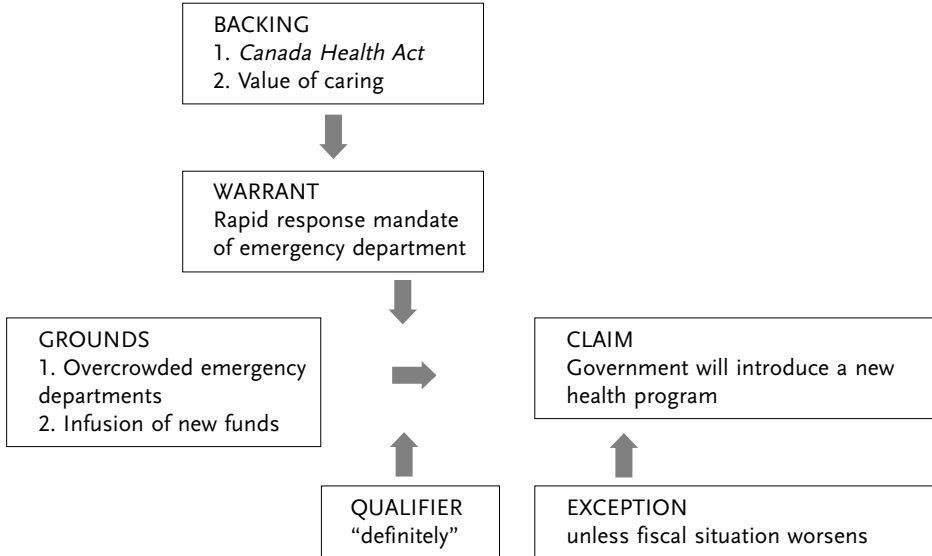 BACKING
1. Canada Health Act
2. Value of caring
WARRANT
Rapid response mandate
of emergency department
GROUNDS
1. Overcrowded emergency
departments
2. Infusion of new funds
CLAIM
Government will introduce a new
health program
QUALIFIER
“definitely”
EXCEPTION
unless fiscal situation worsens